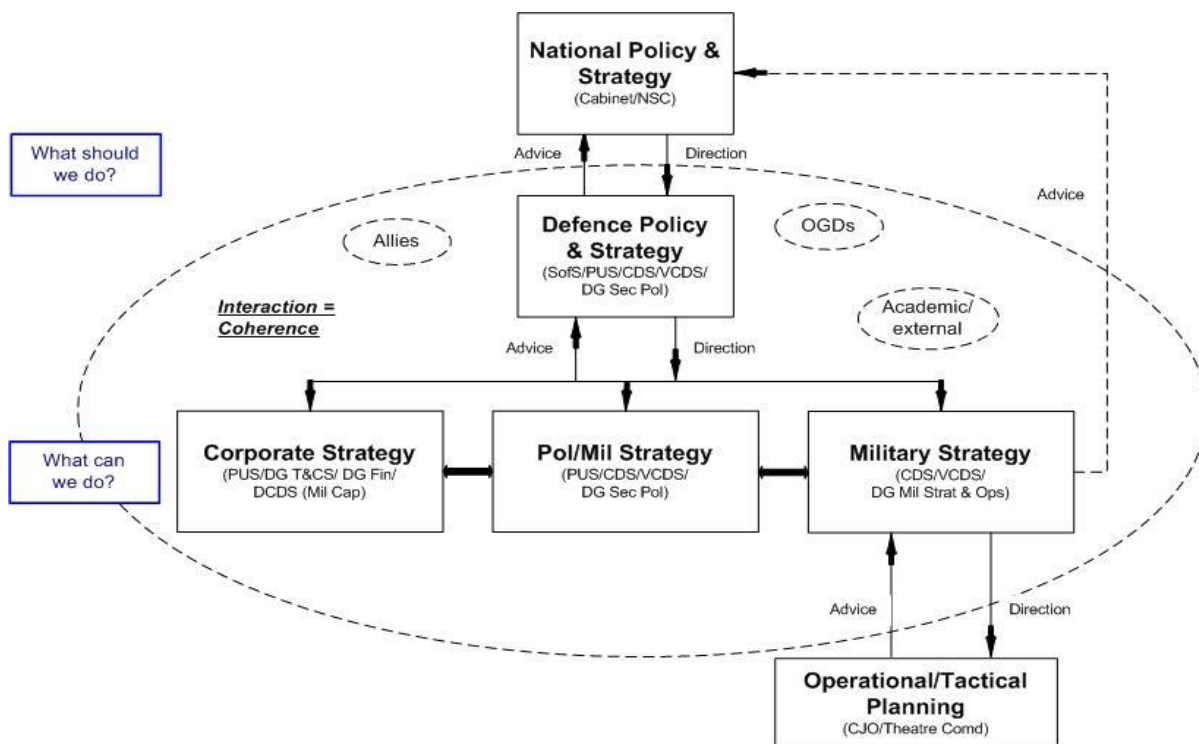 National Policy &
Strategy
(Cabinet/NSC)
What should
we do?
Advice
Direction
Advice
Allies
OGDs
Defence Policy
& Strategy
(SofS/PUS/CDS/VCDS/
DG Sec Pol)
Interaction =
Coherence
Academic/
external
Advice
Direction
What can
we do?
Corporate Strategy
(PUS/DG T&CS/ DG Fin/
DCDS (Mil Cap)
Pol/Mil Strategy
(PUS/CDS/VCDS/
DG Sec Pol)
Military Strategy
(CDS/VCDS/
DG Mil Strat & Ops)
Advice
Direction
Operational/Tactical
Planning
(CJO/Theatre Comd)